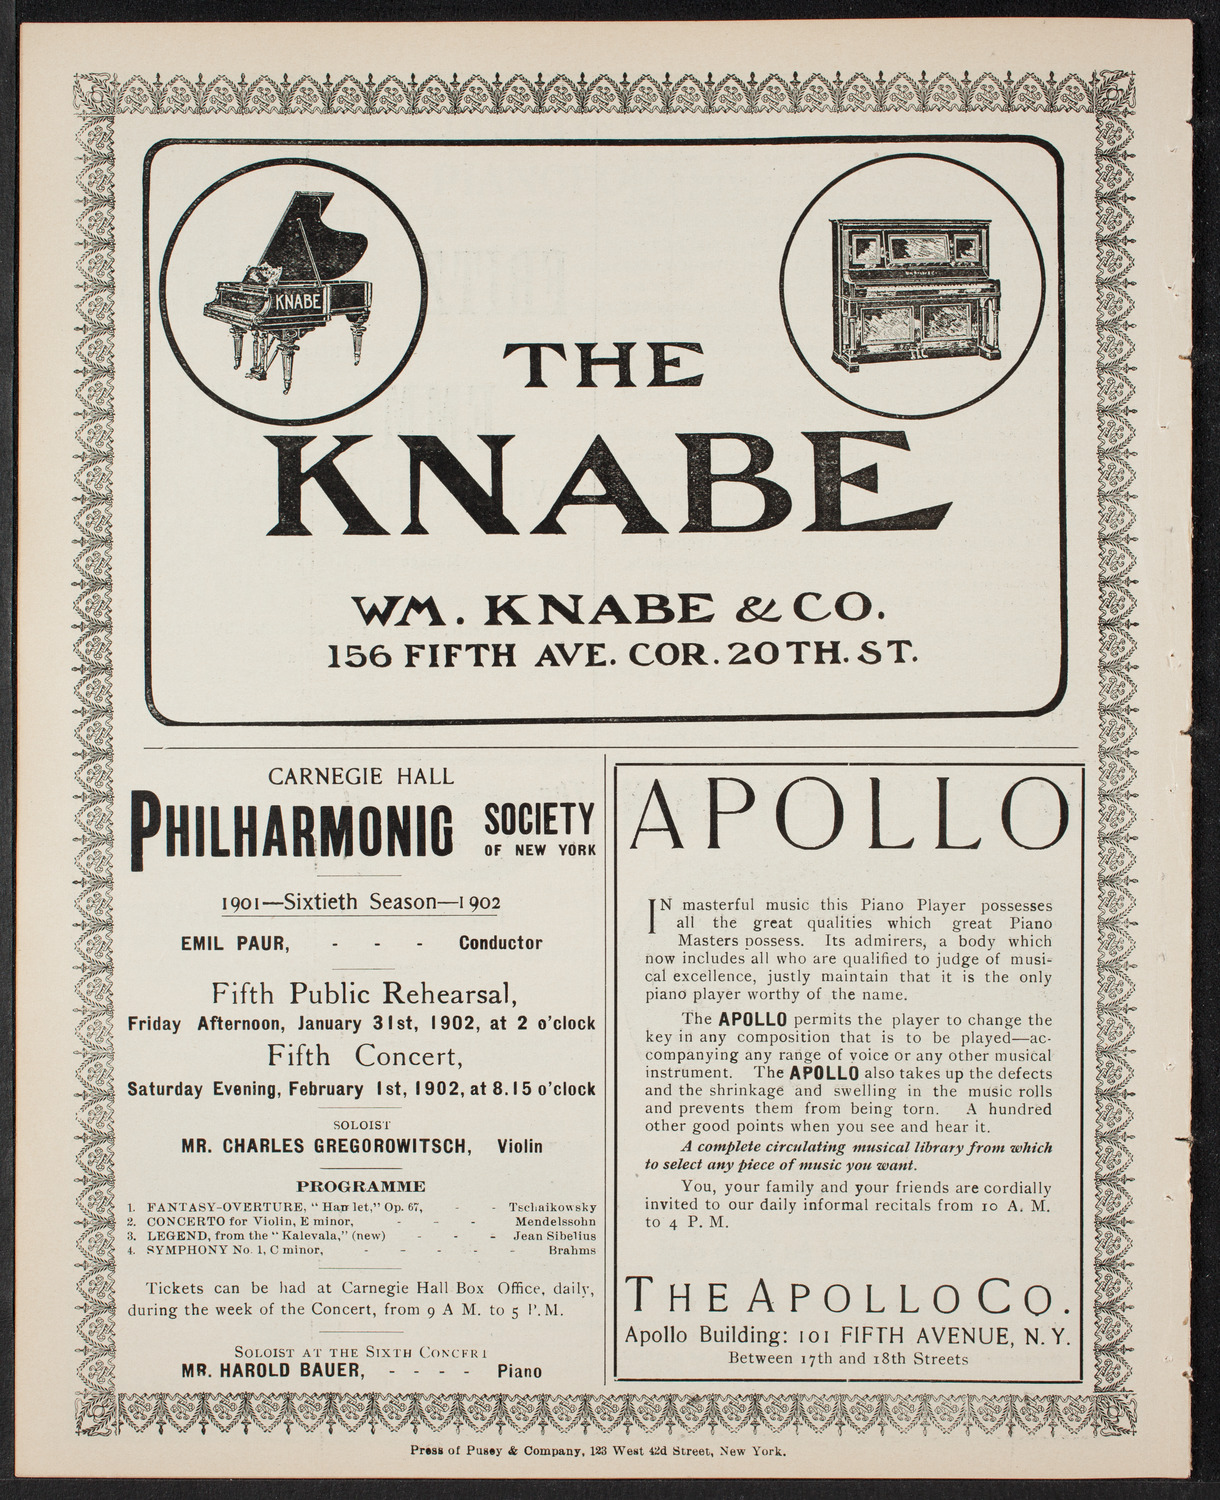 KNABE
THE
KNABE
WM. KNABE & CO.
156 FIFTH AVE. COR. 20TH. ST.
CARNEGIE HALL
PHILHARMONIC SOCIETY
OF NEW YORK
1901—Sixtieth Season—1902
EMIL PAUR, - - - Conductor
Fifth Public Rehearsal,
Friday Afternoon, January 31st, 1902, at 2 o'clock
Fifth Concert,
Saturday Evening, February 1st, 1902, at 8.15 o'clock
SOLOIST
MR. CHARLES GREGOROWITSCH, Violin
PROGRAMME
1. FANTASY-OVERTURE, "Hamlet," Op. 67, - - Tschaikowsky
2. CONCERTO for Violin, E minor, - - - Mendelssohn
3. LEGEND, from the "Kalevala," (new) - - - Jean Sibelius
4. SYMPHONY No. 1, C minor, - - - - - Brahms
Tickets can be had at Carnegie Hall Box Office, daily,
during the week of the Concert, from 9 A M. to 5 P. M.
SOLOIST AT THE SIXTH CONCERT
MR. HAROLD BAUER, - - - - Piano
APOLLO
IN masterful music this Piano Player possesses
all the great qualities which great Piano
Masters possess. Its admirers, a body which
now includes all who are qualified to judge of musi-
cal excellence, justly maintain that it is the only
piano player worthy of the name.
The APOLLO permits the player to change the
key in any composition that is to be played—ac-
companying any range of voice or any other musical
instrument. The APOLLO also takes up the defects
and the shrinkage and swelling in the music rolls
and prevents them from being torn. A hundred
other good points when you see and hear it.
A complete circulating musical library from which
to select any piece of music you want.
You, your family and your friends are cordially
invited to our daily informal recitals from 10 A. M.
to 4 P. M.
THE APOLLO CO.
Apollo Building: 101 FIFTH AVENUE, N. Y.
Between 17th and 18th Streets
Press of Pusey & Company, 123 West 42d Street, New York.